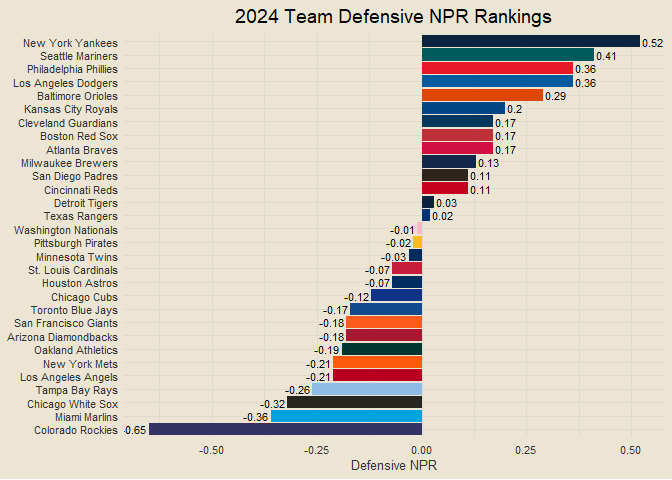 2024 Team Defensive NPR Rankings
New York Yankees 0.52
Seattle Mariners 0.41
Philadelphia Phillies 0.36
Los Angeles Dodgers 0.36
Baltimore Orioles 0.29
Kansas City Royals 0.2
Cleveland Guardians 0.17
Boston Red Sox 0.17
Atlanta Braves 0.17
Milwaukee Brewers 0.13
San Diego Padres 0.11
Cincinnati Reds 0.11
Detroit Tigers 0.03
Texas Rangers 0.02
Washington Nationals -0.01
Pittsburgh Pirates -0.02
Minnesota Twins -0.03
St. Louis Cardinals -0.07
Houston Astros -0.07
Chicago Cubs -0.12
Toronto Blue Jays -0.17
San Francisco Giants -0.18
Arizona Diamondbacks -0.18
Oakland Athletics -0.19
New York Mets -0.21
Los Angeles Angels -0.21
Tampa Bay Rays -0.26
Chicago White Sox -0.32
Miami Marlins -0.36
Colorado Rockies -0.65
-0.50 -0.25 0.00 0.25 0.50
Defensive NPR